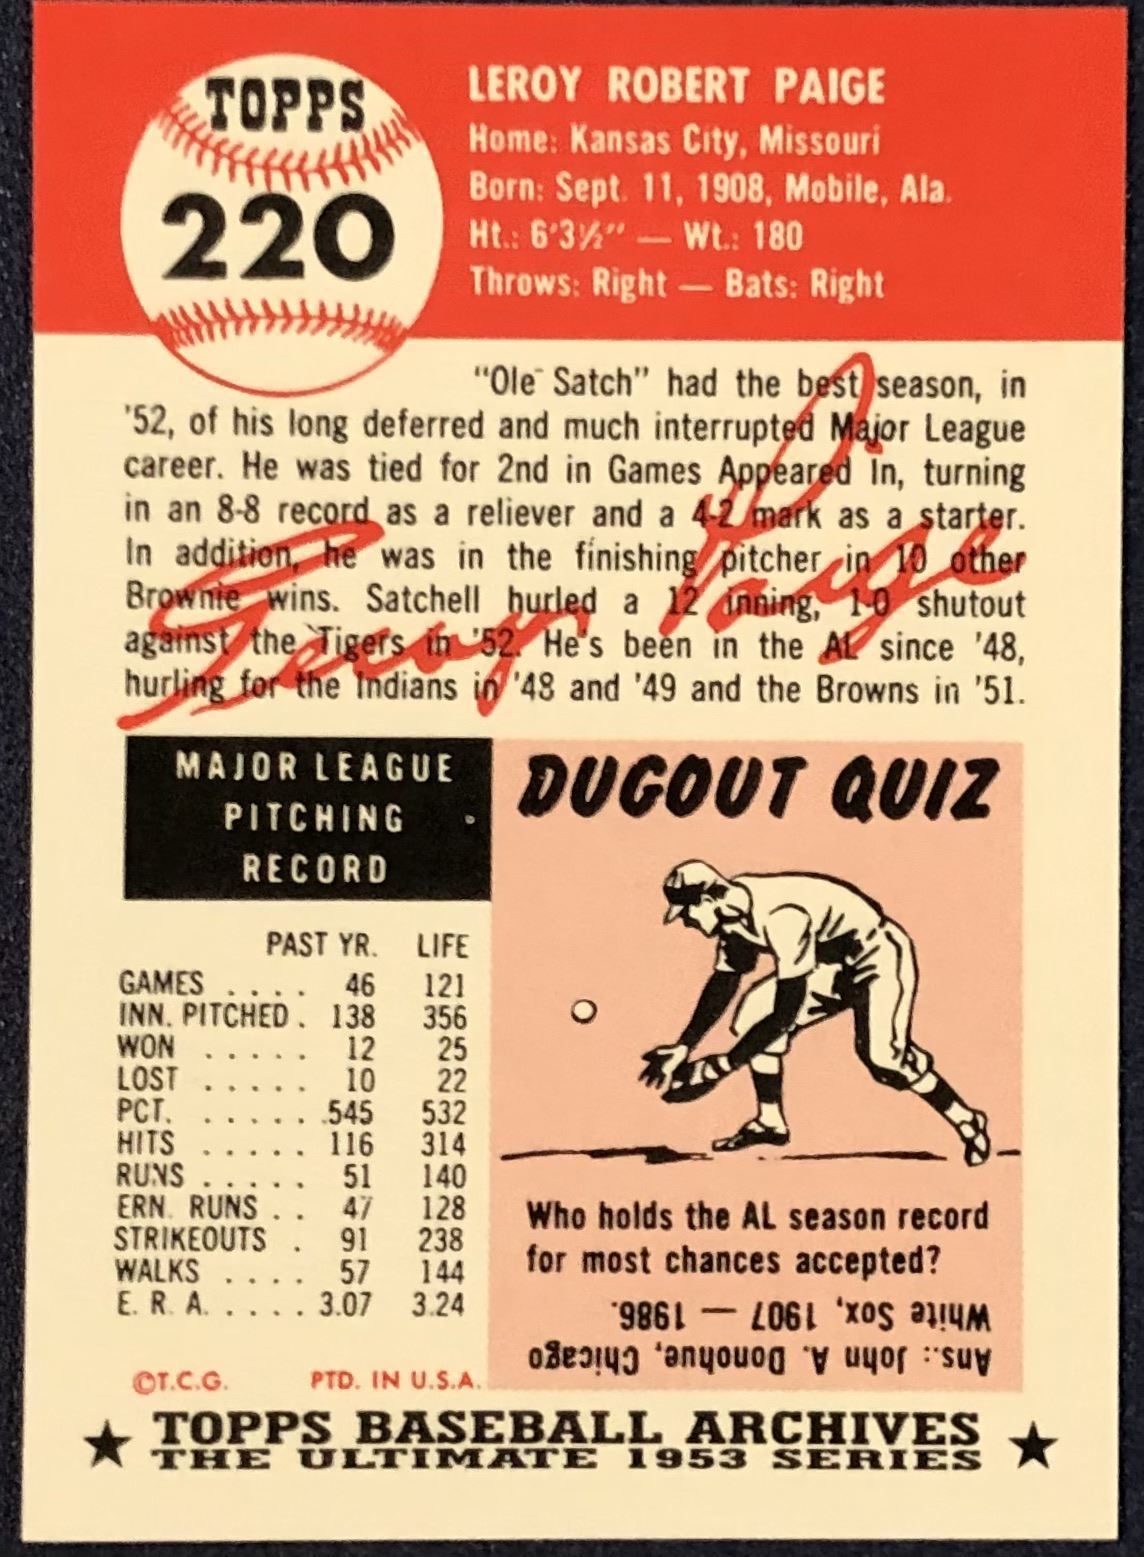 TOPPS
220
LEROY ROBERT PAIGE
Home: Kansas City, Missouri
Born: Sept. 11, 1908, Mobile, Ala.
Ht.: 6'3½" — Wt.: 180
Throws: Right — Bats: Right
"Ole Satch" had the best season, in
'52, of his long deferred and much interrupted Major League
career. He was tied for 2nd in Games Appeared In, turning
in an 8-8 record as a reliever and a 4-2 mark as a starter.
In addition, he was in the finishing pitcher in 10 other
Brownie wins. Satchell hurled a 12 inning, 1-0 shutout
against the Tigers in '52. He's been in the AL since '48,
hurling for the Indians in '48 and '49 and the Browns in '51.
Leroy Paige
MAJOR LEAGUE
PITCHING
RECORD
PAST YR. LIFE
GAMES .... 46 121
INN. PITCHED . 138 356
WON ..... 12 25
LOST ..... 10 22
PCT. ...... .545 532
HITS ..... 116 314
RUNS ..... 51 140
ERN. RUNS .. 47 128
STRIKEOUTS . 91 238
WALKS .... 57 144
E. R. A. ..... 3.07 3.24
DUGOUT QUIZ
Who holds the AL season record
for most chances accepted?
Ans.: John A. Donohue, Chicago
White Sox, 1907 — 1986.
©T.C.G. PTD. IN U.S.A.
★ TOPPS BASEBALL ARCHIVES ★
THE ULTIMATE 1953 SERIES